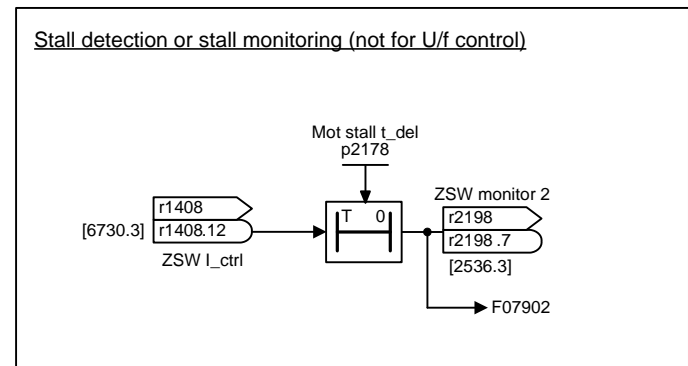 Stall detection or stall monitoring (not for U/f control)
Mot stall t_del
p2178
ZSW monitor 2
r1408
T 0
r2198
[6730.3]
r1408.12
r2198 .7
ZSW I_ctrl
[2536.3]
F07902